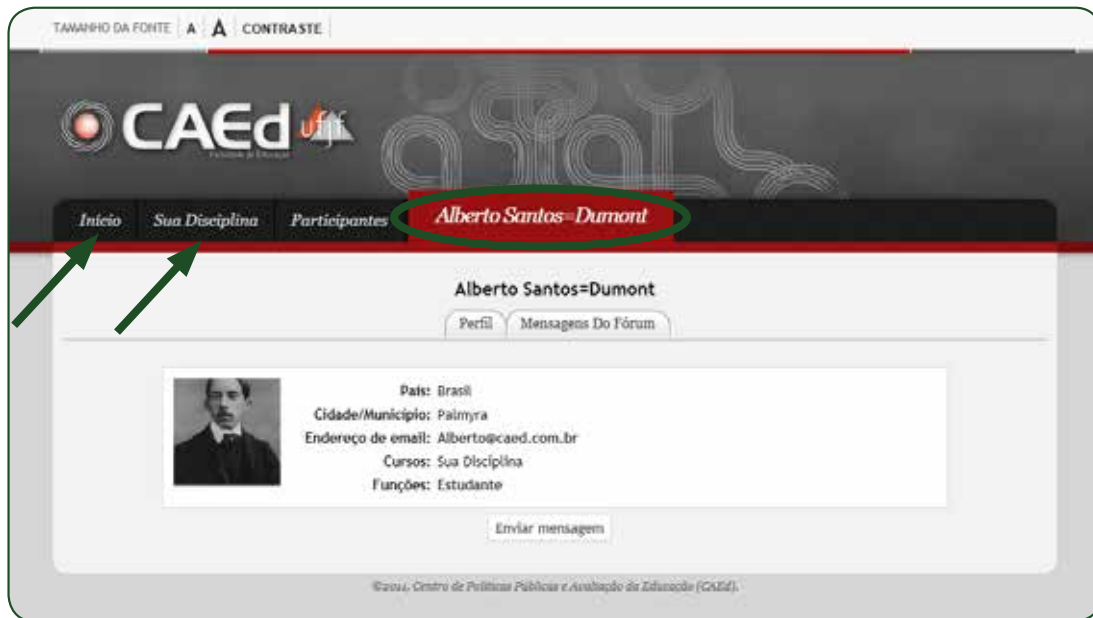 TAMANHO DA FONTE A A CONTRASTE
CAEd ufjf
Início Sua Disciplina Participantes Alberto Santos=Dumont
Alberto Santos=Dumont
Perfil Mensagens Do Fórum
País: Brasil
Cidade/Município: Palmyra
Endereço de email: Alberto@caed.com.br
Cursos: Sua Disciplina
Funções: Estudante
Enviar mensagem
Centro de Políticas Públicas e Avaliação da Educação (CAEd).